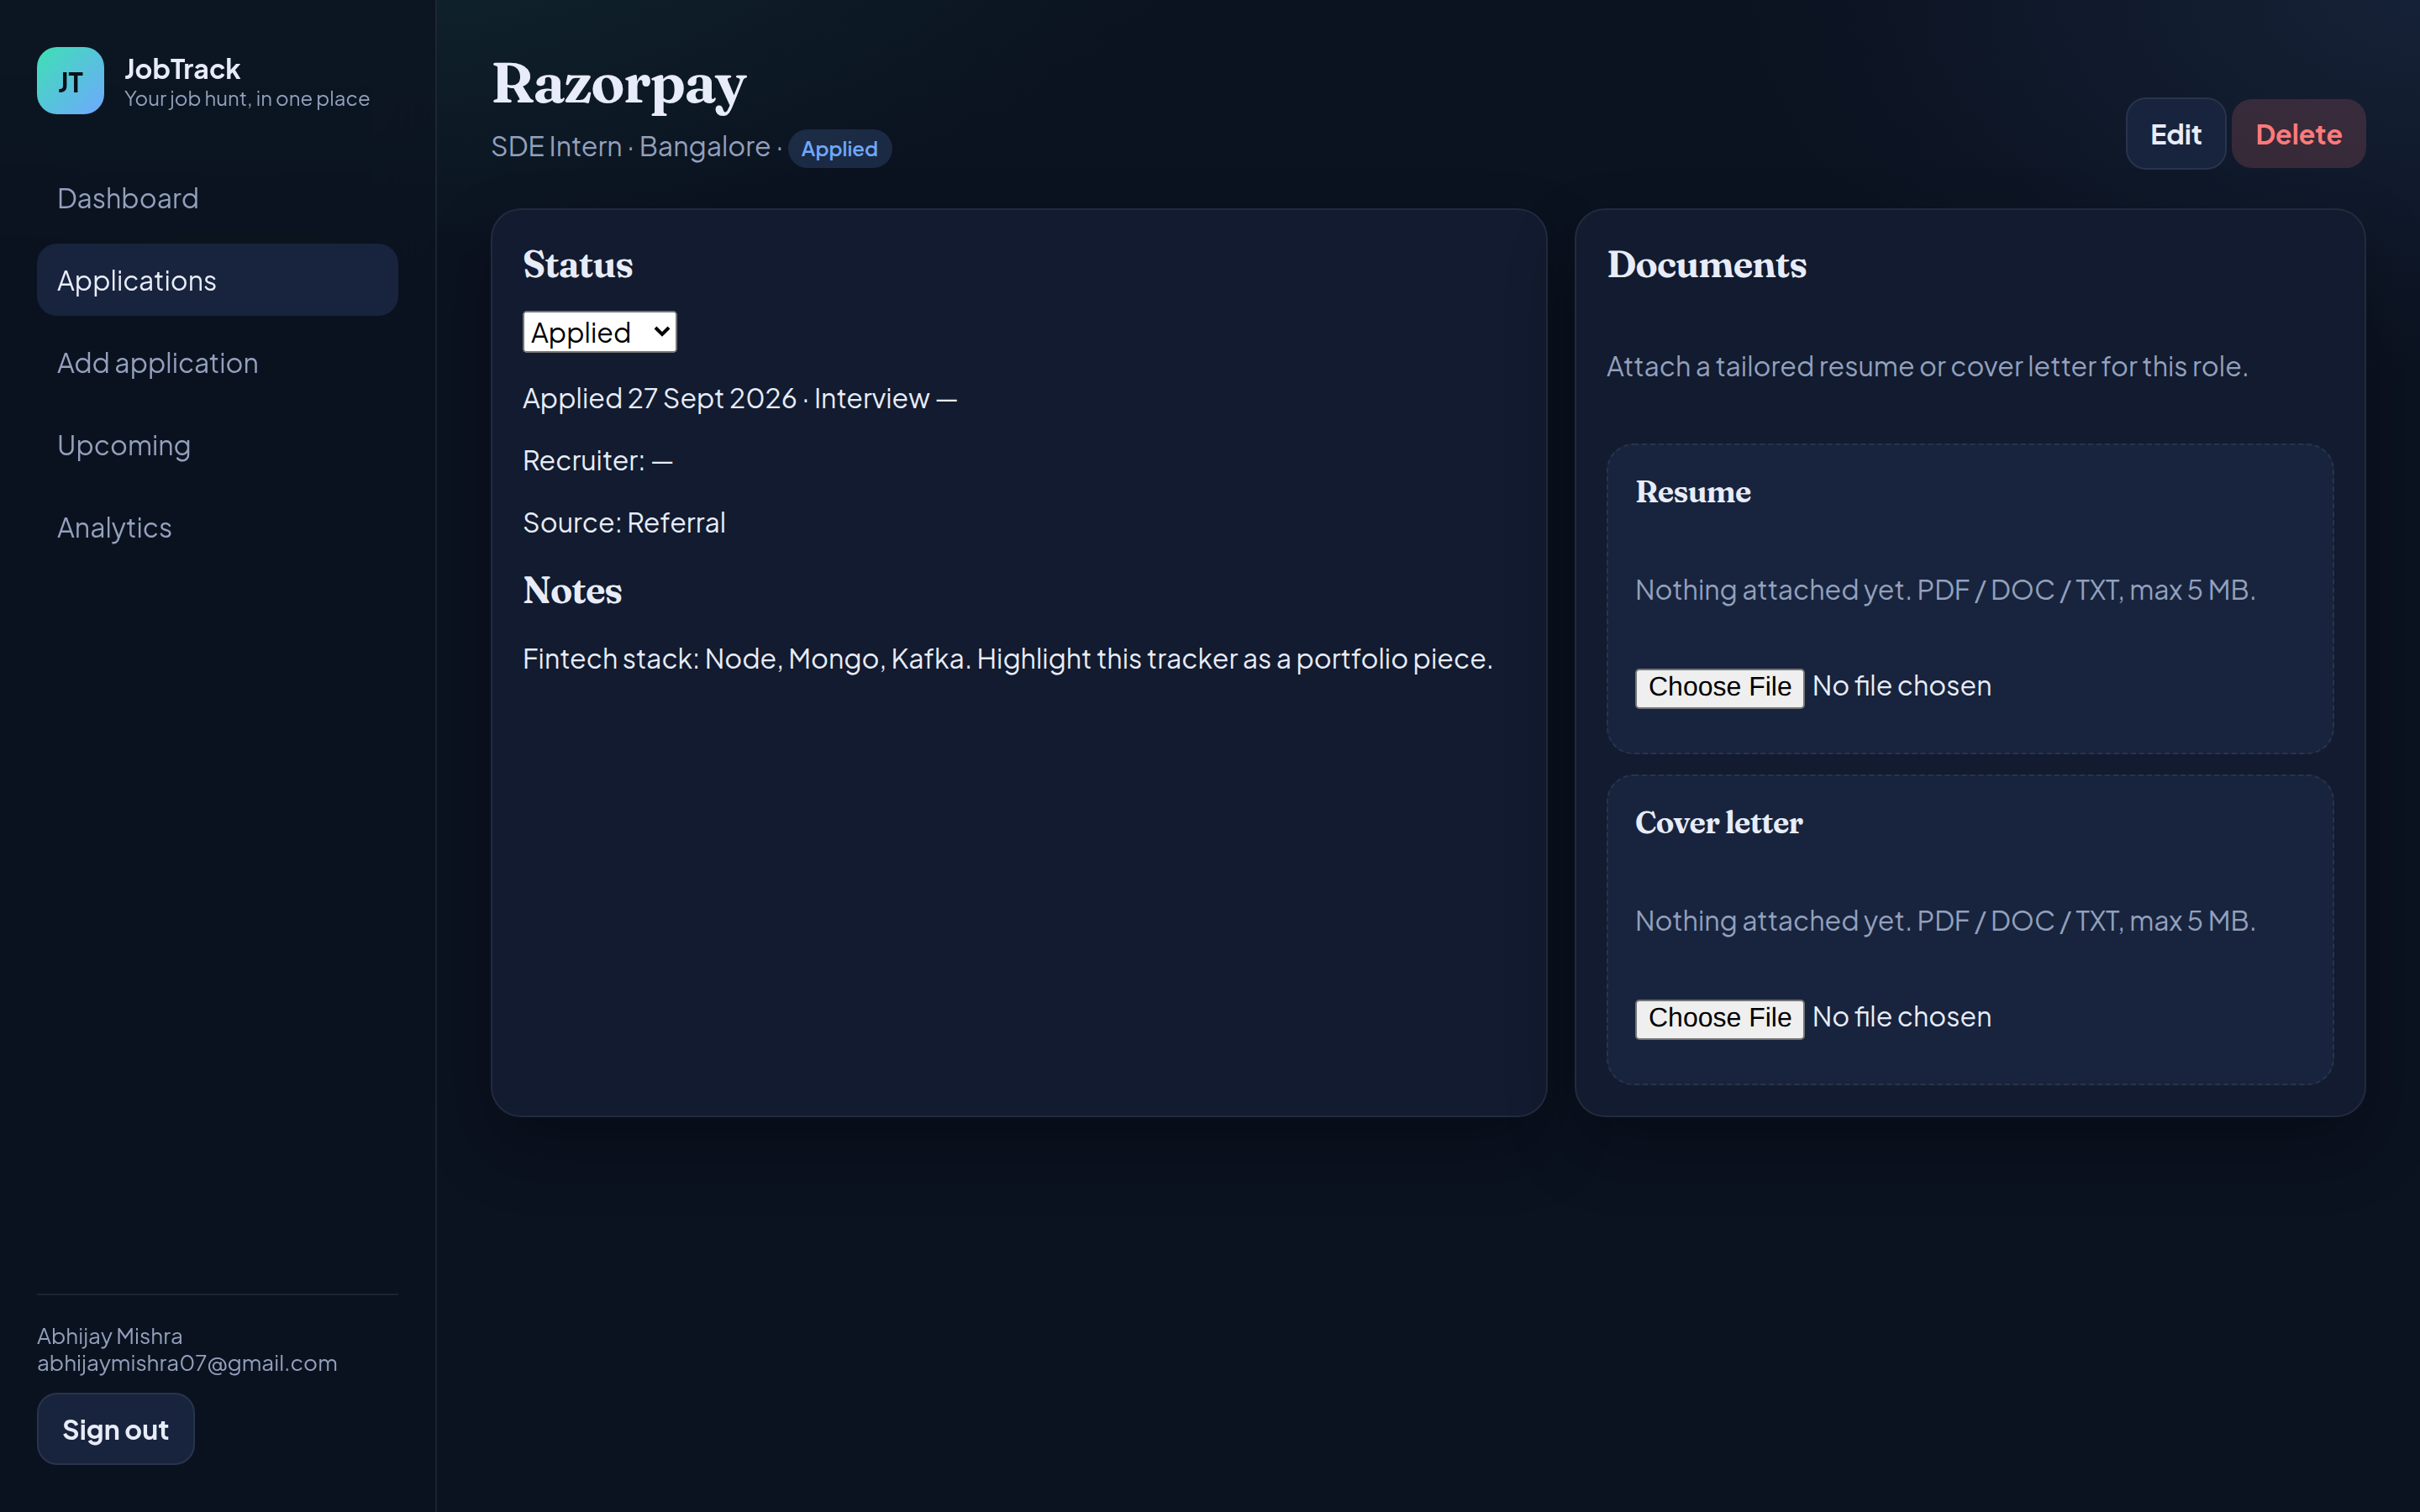 JT
JobTrack
Your job hunt, in one place
Dashboard
Applications
Add application
Upcoming
Analytics
Abhijay Mishra
abhijaymishra07@gmail.com
Sign out
Razorpay
SDE Intern · Bangalore · Applied
Edit
Delete
Status
Applied
Applied 27 Sept 2026 · Interview —
Recruiter: —
Source: Referral
Notes
Fintech stack: Node, Mongo, Kafka. Highlight this tracker as a portfolio piece.
Documents
Attach a tailored resume or cover letter for this role.
Resume
Nothing attached yet. PDF / DOC / TXT, max 5 MB.
Choose File No file chosen
Cover letter
Nothing attached yet. PDF / DOC / TXT, max 5 MB.
Choose File No file chosen